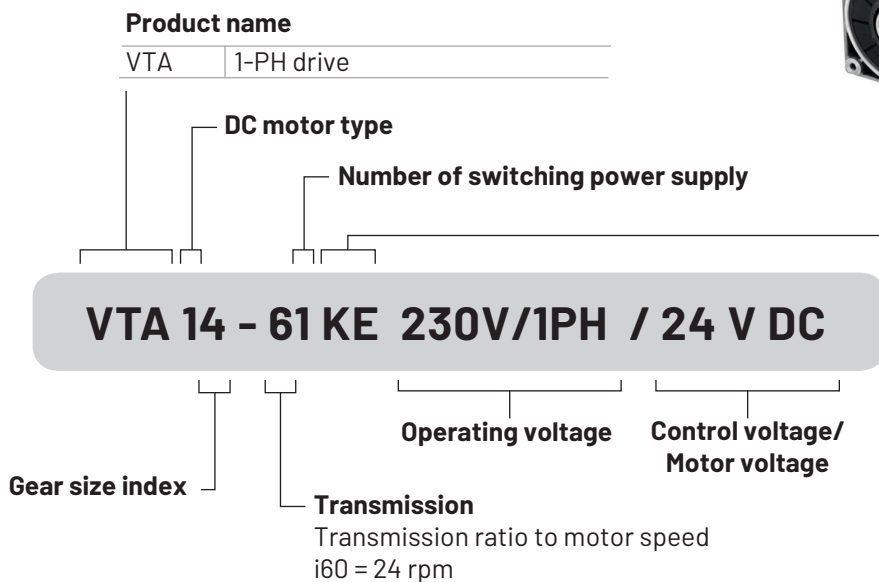 Product name
VTA 1-PH drive
DC motor type
Number of switching power supply
VTA 14 - 61 KE 230V/1PH / 24 V DC
Operating voltage
Control voltage/
Motor voltage
Gear size index
Transmission
Transmission ratio to motor speed
i60 = 24 rpm